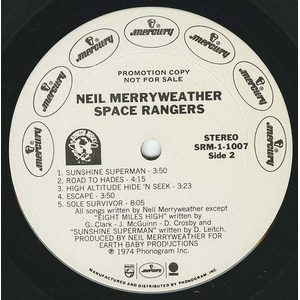 mercury
mercury
mercury
mercury
mercury
mercury
mercury
mercury
PROMOTION COPY
NOT FOR SALE
NEIL MERRYWEATHER
SPACE RANGERS
STEREO
SRM-1-1007
Side 2
1. SUNSHINE SUPERMAN - 3:50
2. ROAD TO HADES - 4:15
3. HIGH ALTITUDE HIDE 'N SEEK - 3:23
4. ESCAPE - 3:50
5. SOLE SURVIVOR - 8:05
All songs written by Neil Merryweather except
"EIGHT MILES HIGH" written by
G. Clark - J. McGuinn - D. Crosby and
"SUNSHINE SUPERMAN" written by D. Leitch.
PRODUCED BY NEIL MERRYWEATHER FOR
EARTH BABY PRODUCTIONS
℗ 1974 Phonogram Inc.
mercury
mercury
MANUFACTURED AND DISTRIBUTED BY PHONOGRAM, INC.